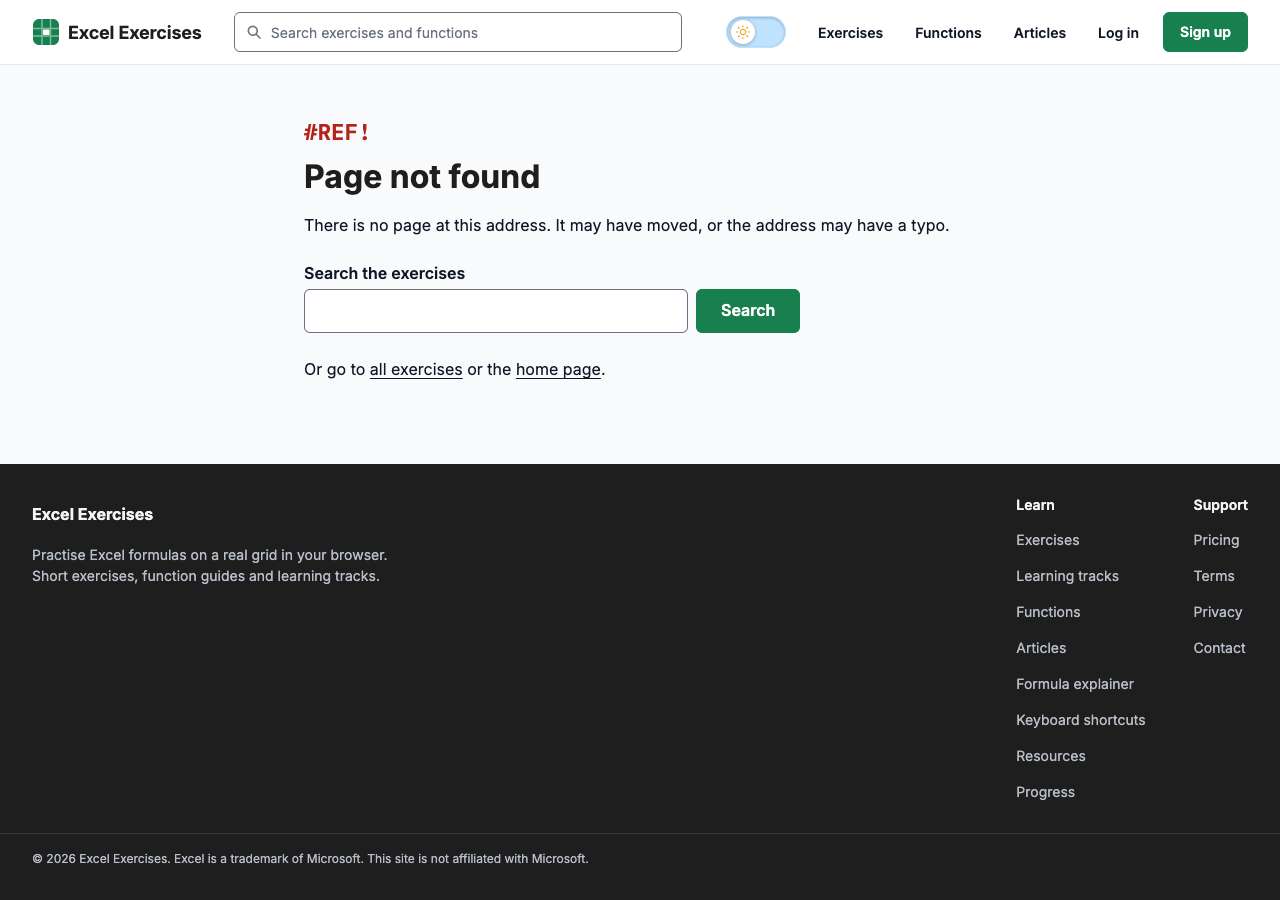 Excel Exercises
Search exercises and functions
Exercises
Functions
Articles
Log in
Sign up
#REF!
Page not found
There is no page at this address. It may have moved, or the address may have a typo.
Search the exercises
Search
Or go to all exercises or the home page.
Excel Exercises
Practise Excel formulas on a real grid in your browser.
Short exercises, function guides and learning tracks.
Learn
Exercises
Learning tracks
Functions
Articles
Formula explainer
Keyboard shortcuts
Resources
Progress
Support
Pricing
Terms
Privacy
Contact
© 2026 Excel Exercises. Excel is a trademark of Microsoft. This site is not affiliated with Microsoft.